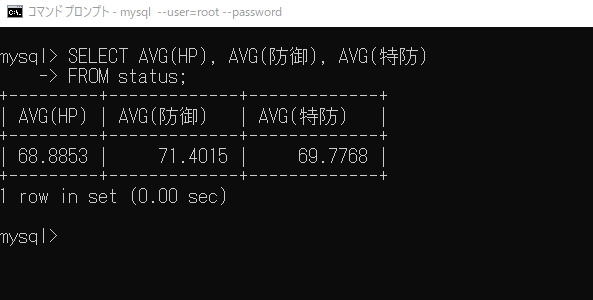 コマンド プロンプト - mysql  --user=root --password
mysql> SELECT AVG(HP), AVG(防御), AVG(特防)
    -> FROM status;
+---------+-------------+-------------+
| AVG(HP) | AVG(防御)   | AVG(特防)   |
+---------+-------------+-------------+
| 68.8853 |     71.4015 |     69.7768 |
+---------+-------------+-------------+
1 row in set (0.00 sec)
mysql>